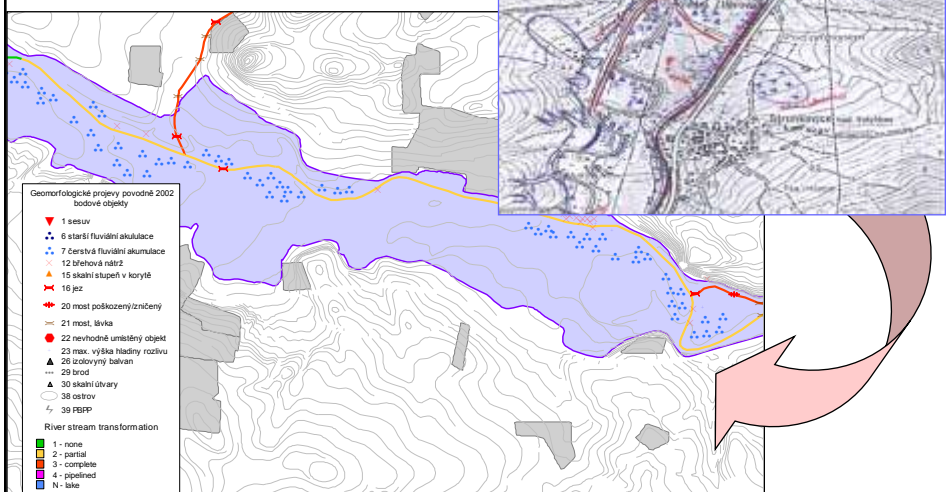 Geomorfologické projevy povodně 2002
bodové objekty
1 sesuv
6 starší fluviální akululace
7 čerstvá fluviální akumulace
12 břehová nátrž
15 skalní stupeň v korytě
16 jez
20 most poškozený/zničený
21 most, lávka
22 nevhodně umístěný objekt
23 max. výška hladiny rozlivu
26 izolovyný balvan
29 brod
30 skalní útvary
38 ostrov
39 PBPP
River stream transformation
1 - none
2 - partial
3 - complete
4 - pipelined
N - lake